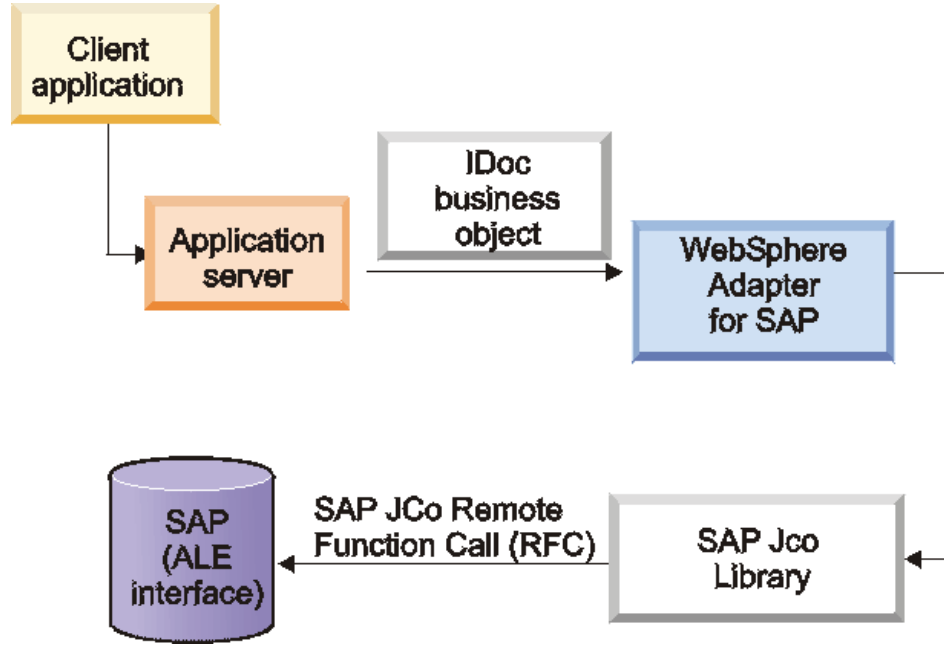 Client
application
IDoc
business
object
Application
server
WebSphere
Adapter
for SAP
SAP
(ALE
interface)
SAP JCo Remote
Function Call (RFC)
SAP Jco
Library